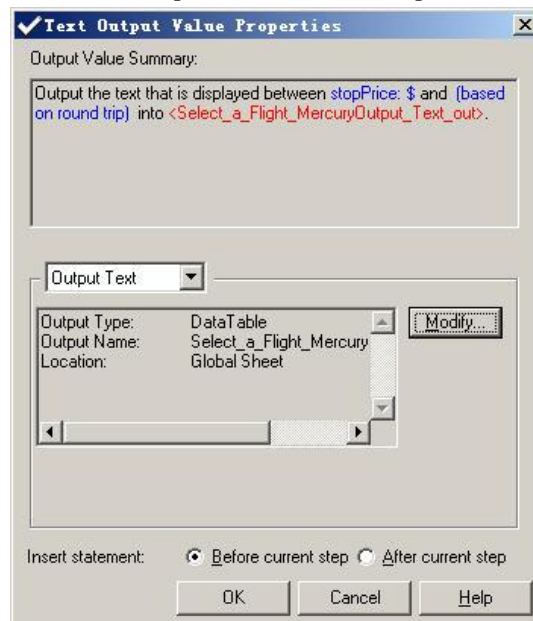 Text Output Value Properties
Output Value Summary:
Output the text that is displayed between stopPrice: $ and (based
on round trip) into <Select_a_Flight_MercuryOutput_Text_out>.
Output Text
Output Type: DataTable
Modify...
Output Name: Select_a_Flight_Mercury
Location: Global Sheet
Insert statement: Before current step After current step
OK Cancel Help